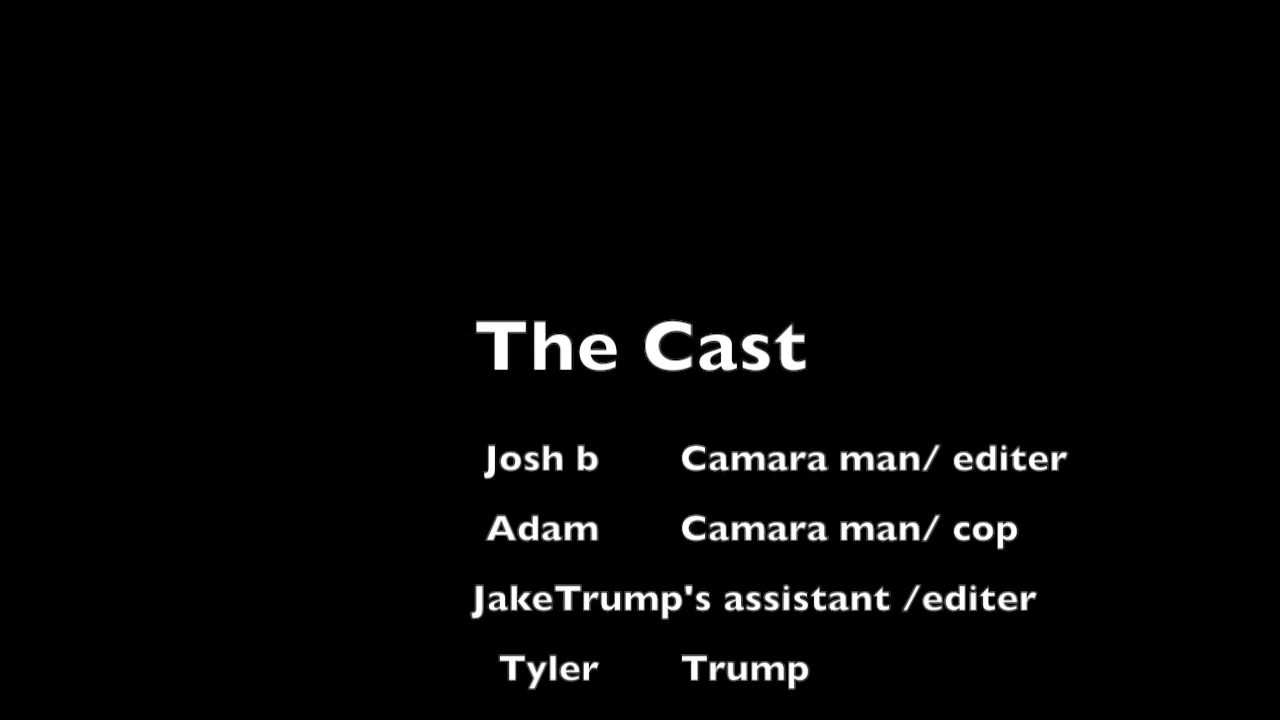 The Cast
Josh b Camara man/ editer
Adam Camara man/ cop
JakeTrump's assistant /editer
Tyler Trump